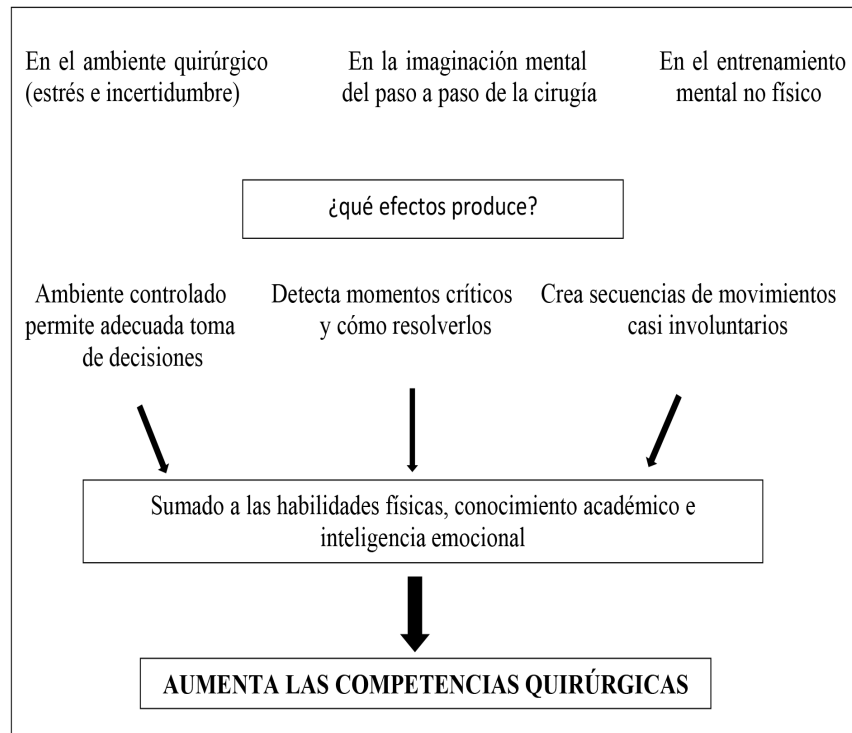 En el ambiente quirúrgico
(estrés e incertidumbre)
En la imaginación mental
del paso a paso de la cirugía
En el entrenamiento
mental no físico
¿qué efectos produce?
Ambiente controlado
permite adecuada toma
de decisiones
Detecta momentos críticos
y cómo resolverlos
Crea secuencias de movimientos
casi involuntarios
Sumado a las habilidades físicas, conocimiento académico e
inteligencia emocional
AUMENTA LAS COMPETENCIAS QUIRÚRGICAS